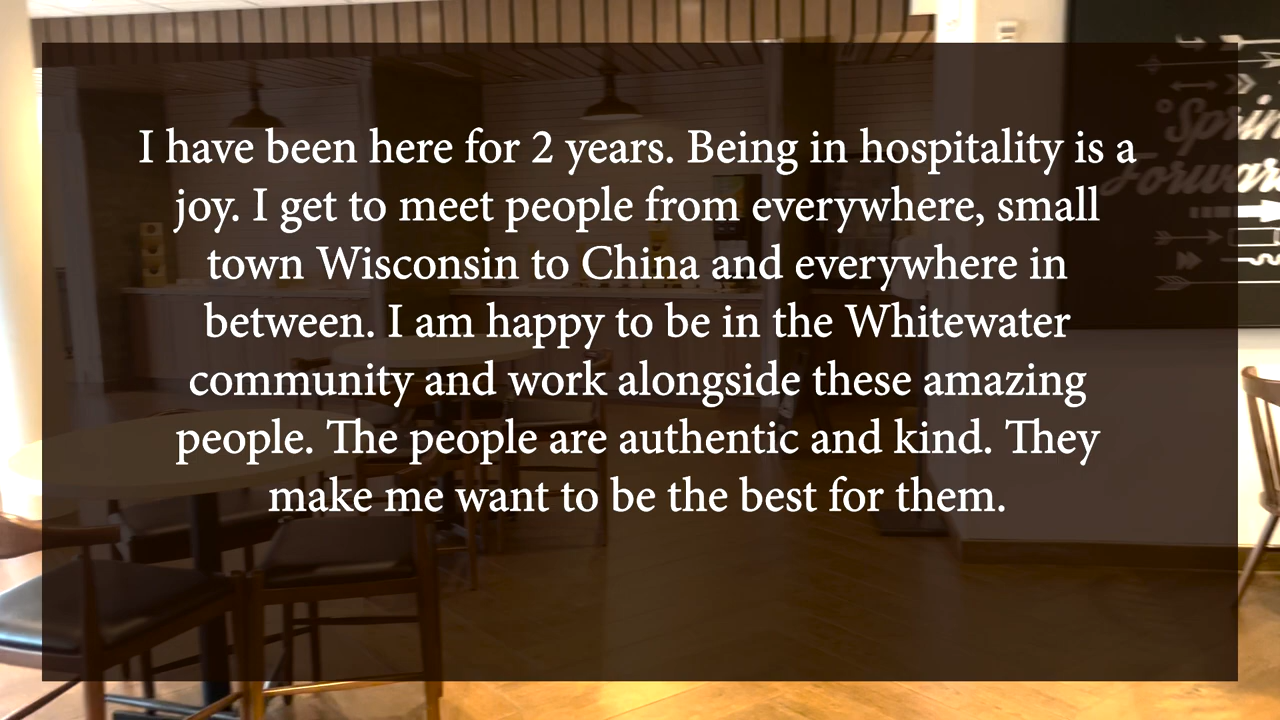 I have been here for 2 years. Being in hospitality is a
joy. I get to meet people from everywhere, small
town Wisconsin to China and everywhere in
between. I am happy to be in the Whitewater
community and work alongside these amazing
people. The people are authentic and kind. They
make me want to be the best for them.